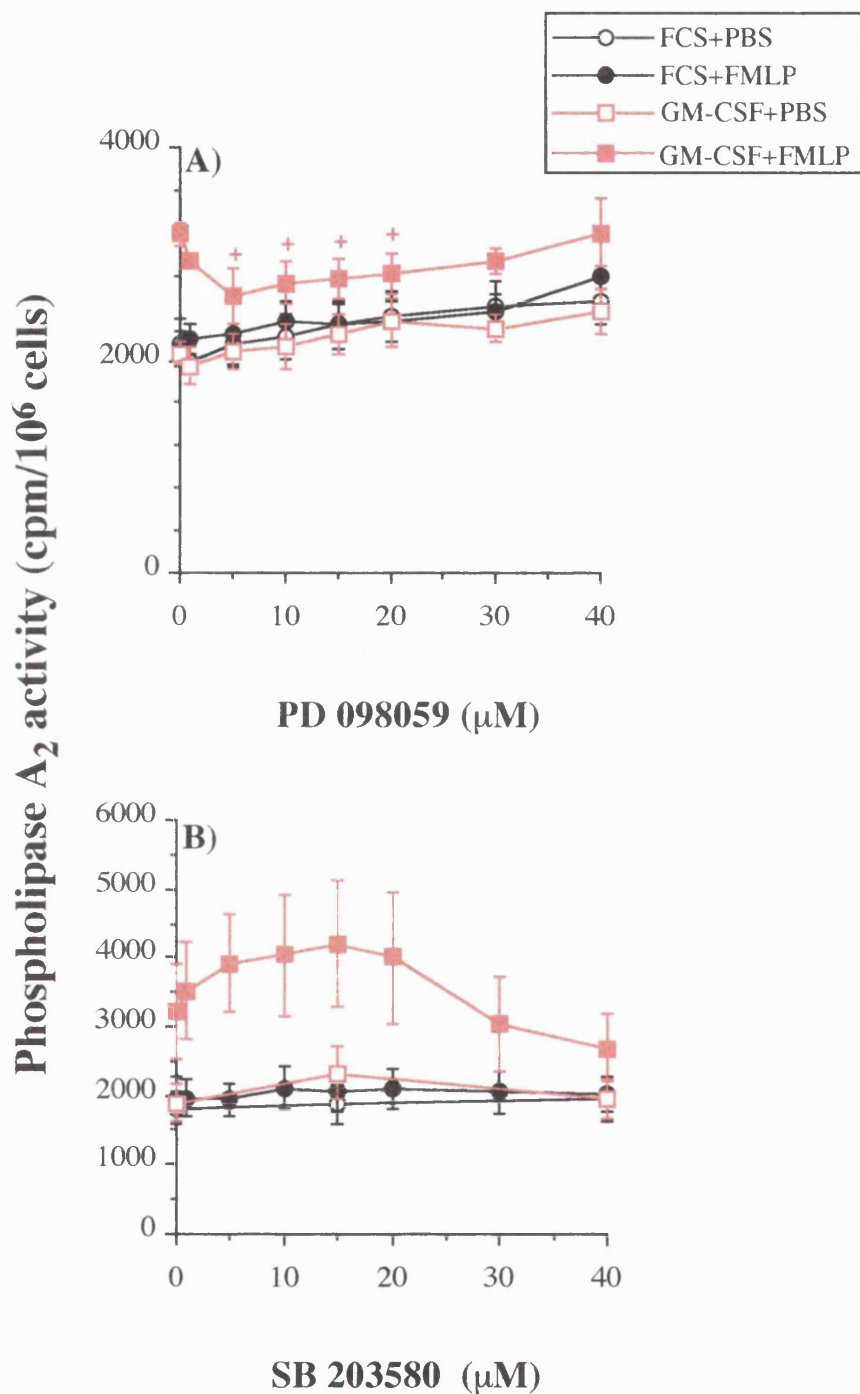 FCS+PBS
FCS+FMLP
GM-CSF+PBS
GM-CSF+FMLP
Phospholipase A2 activity (cpm/10⁶ cells)
A)
4000
2000
0
+ + + +
0 10 20 30 40
PD 098059 (μM)
B)
6000
5000
4000
3000
2000
1000
0
0 10 20 30 40
SB 203580 (μM)